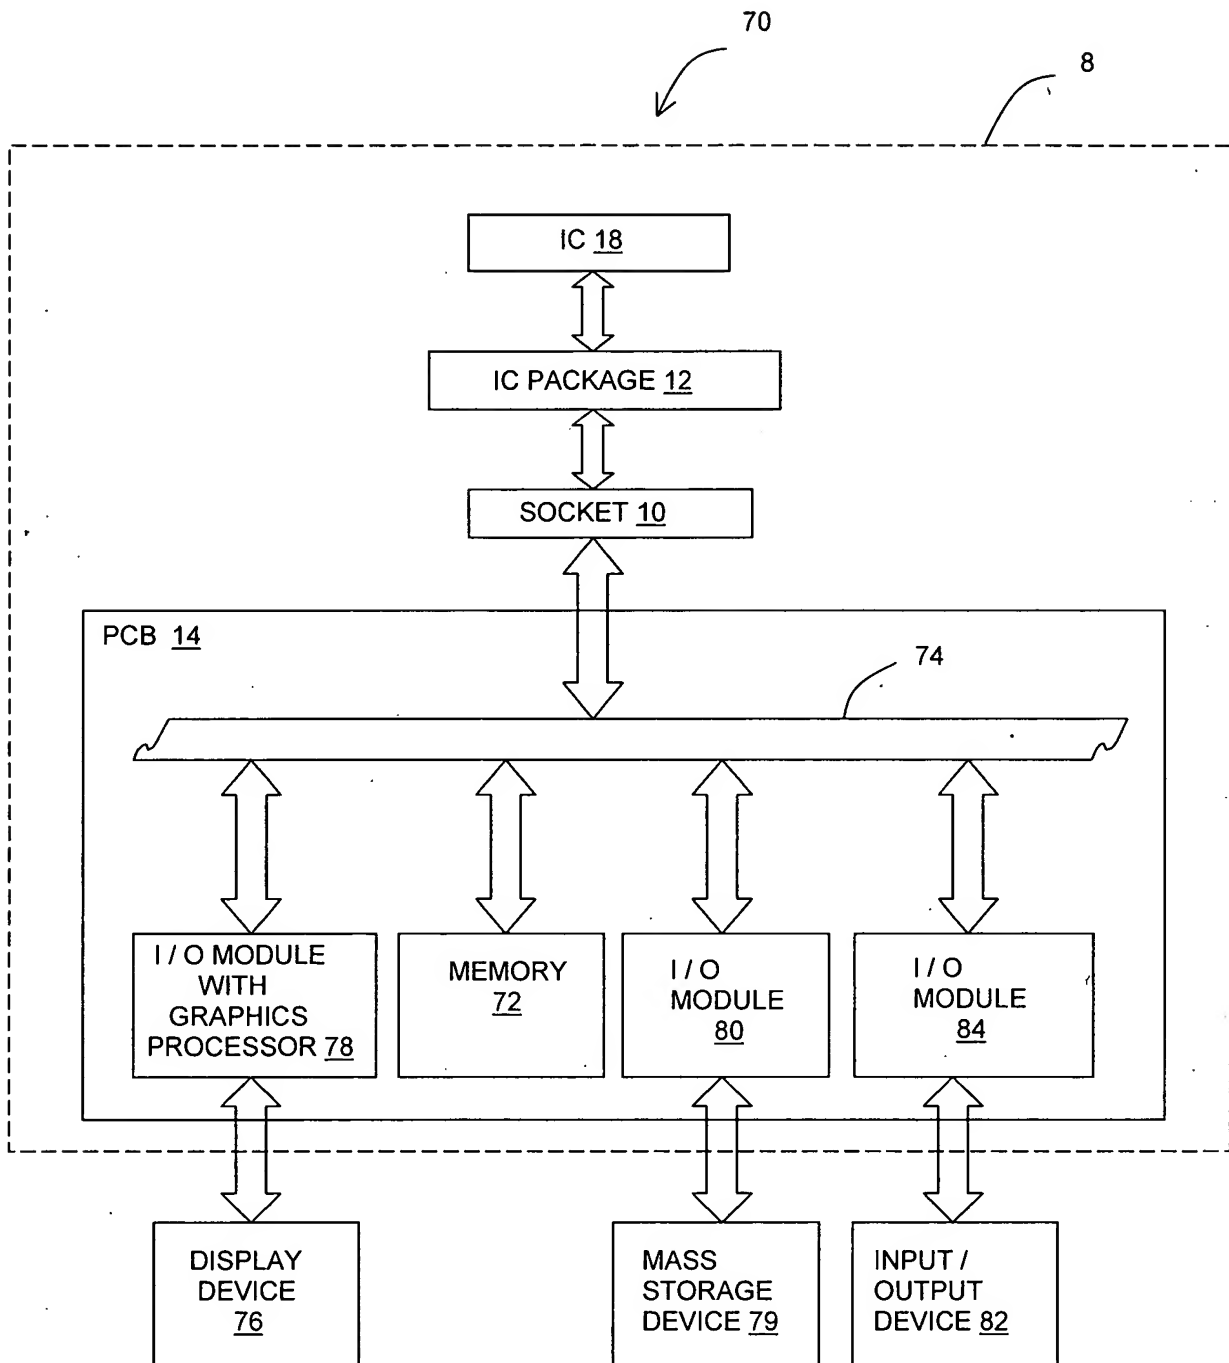 70
8
IC 18
IC PACKAGE 12
SOCKET 10
PCB 14
74
I / O MODULE
WITH
GRAPHICS
PROCESSOR 78
MEMORY
72
I / O
MODULE
80
I / O
MODULE
84
DISPLAY
DEVICE
76
MASS
STORAGE
DEVICE 79
INPUT /
OUTPUT
DEVICE 82